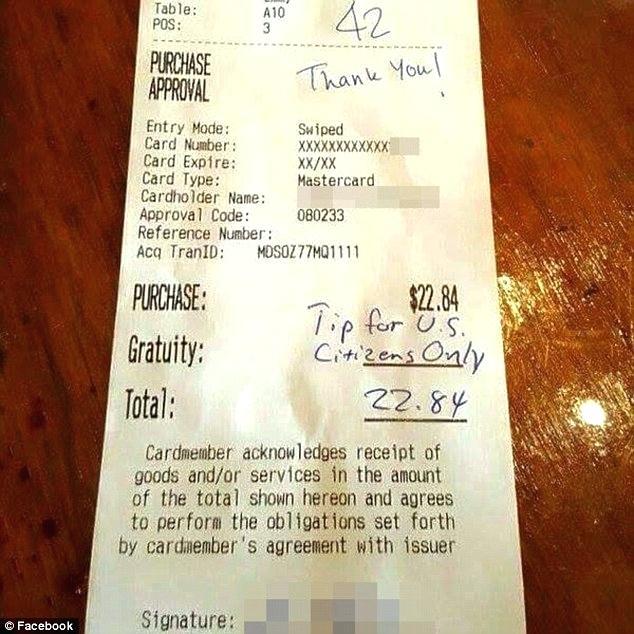 Table: A10
POS: 3
42
PURCHASE
APPROVAL
Thank You!
Entry Mode: Swiped
Card Number: XXXXXXXXXXXX
Card Expire: XX/XX
Card Type: Mastercard
Cardholder Name:
Approval Code: 080233
Reference Number:
Acq TranID: MDSOZ77MQ1111
PURCHASE: $22.84
Tip for U.S.
Gratuity: Citizens Only
Total: 22.84
Cardmember acknowledges receipt of
goods and/or services in the amount
of the total shown hereon and agrees
to perform the obligations set forth
by cardmember's agreement with issuer
Signature:
© Facebook